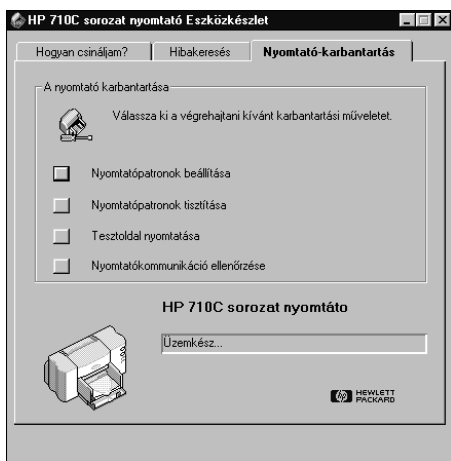 HP 710C sorozat nyomtató Eszközkészlet
Hogyan csináljam?
Hibakeresés
Nyomtató-karbantartás
A nyomtató karbantartása
Válassza ki a végrehajtani kívánt karbantartási műveletet.
Nyomtatópatronok beállítása
Nyomtatópatronok tisztítása
Tesztoldal nyomtatása
Nyomtatókommunikáció ellenőrzése
HP 710C sorozat nyomtáto
Üzemkész...
hp HEWLETT
PACKARD